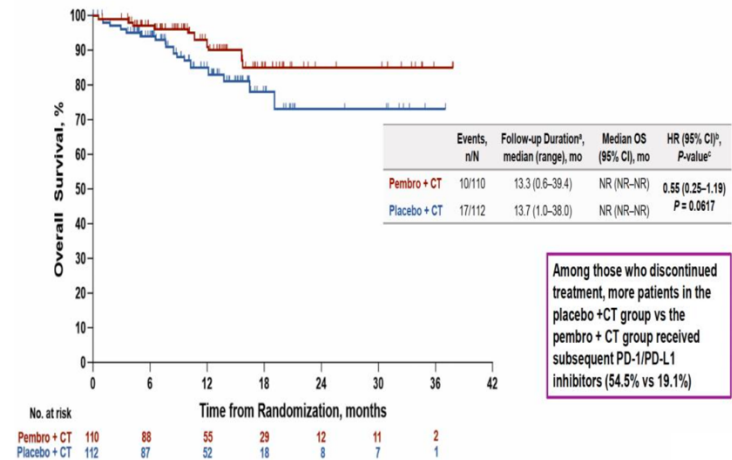 100
90
80
70
60
50
40
30
20
10
0
Overall Survival, %
0 6 12 18 24 30 36 42
Time from Randomization, months
Events, n/N
Follow-up Durationᵃ, median (range), mo
Median OS (95% CI), mo
HR (95% CI)ᵇ, P-valueᶜ
Pembro + CT 10/110 13.3 (0.6–39.4) NR (NR–NR)
Placebo + CT 17/112 13.7 (1.0–38.0) NR (NR–NR)
0.55 (0.25–1.19)
P = 0.0617
Among those who discontinued
treatment, more patients in the
placebo +CT group vs the
pembro + CT group received
subsequent PD-1/PD-L1
inhibitors (54.5% vs 19.1%)
No. at risk
Pembro + CT 110 88 55 29 12 11 2
Placebo + CT 112 87 52 18 8 7 1